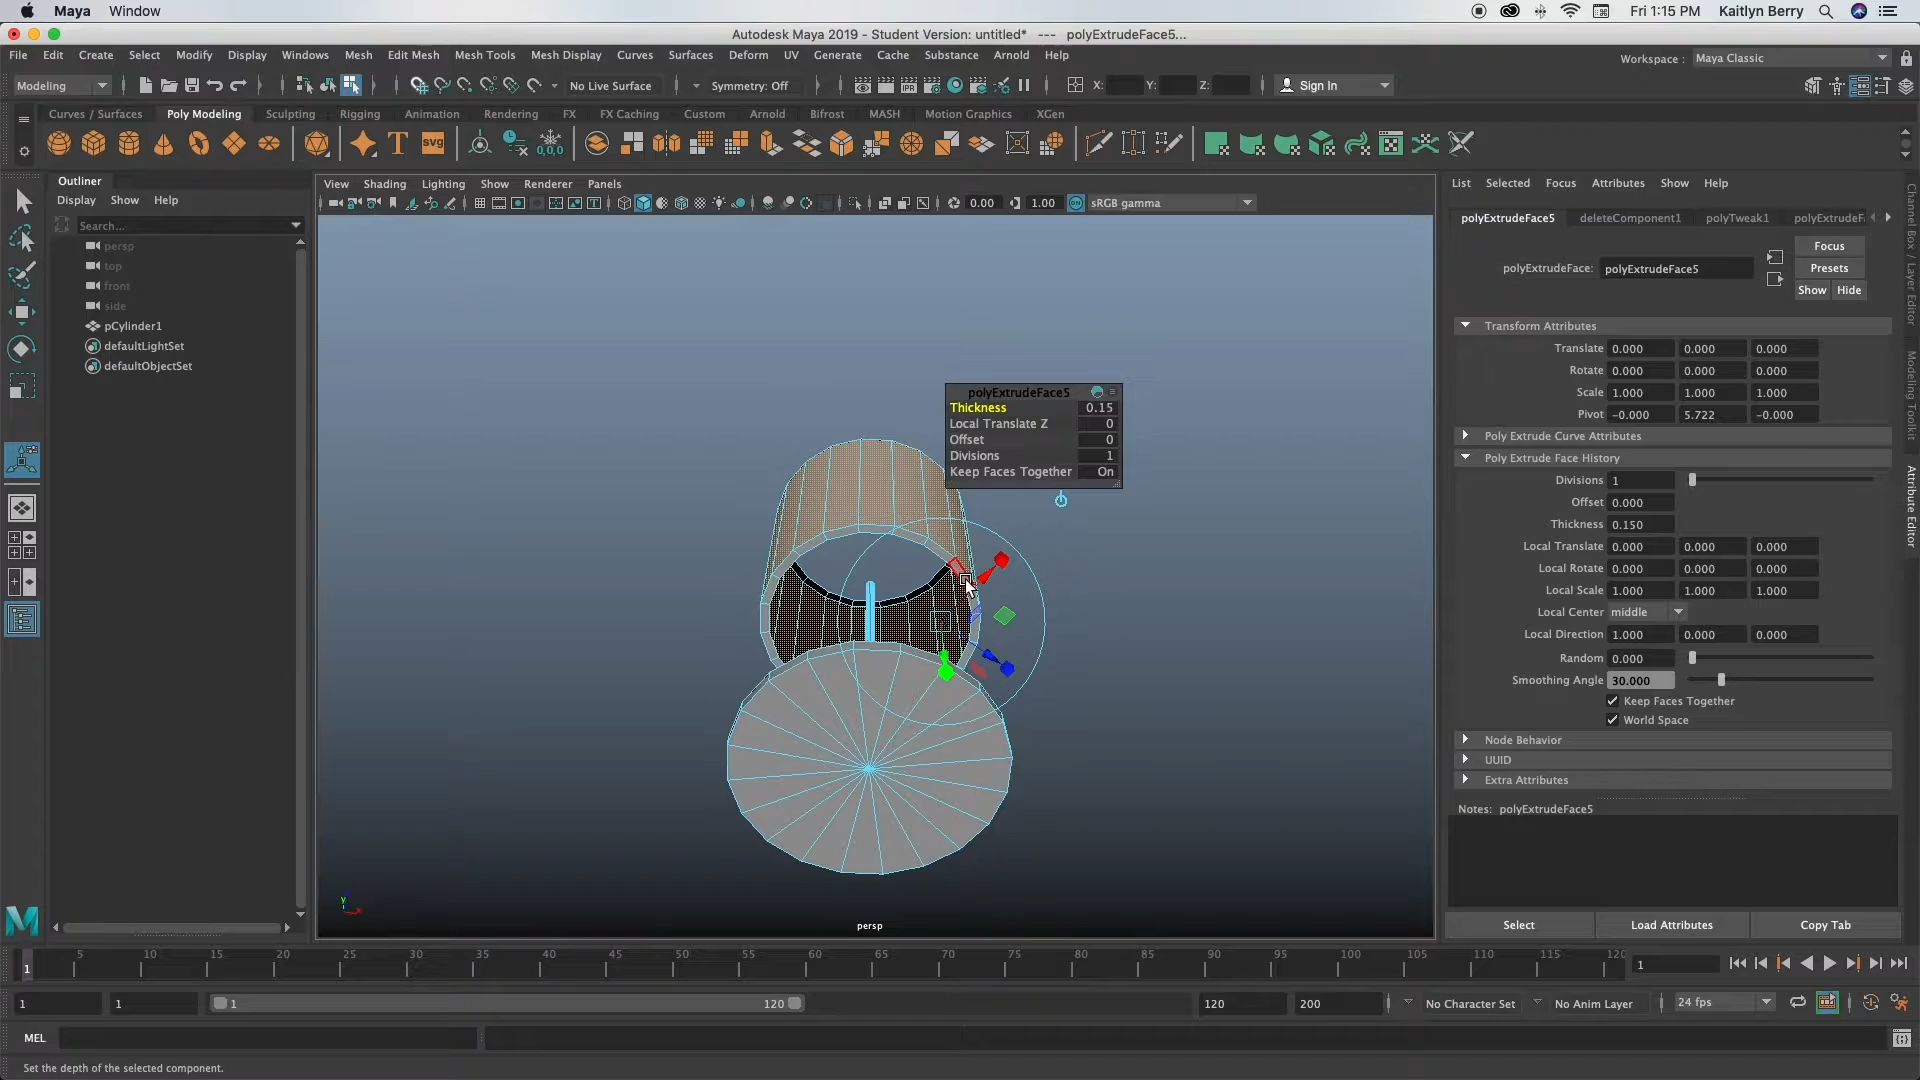 Maya Window Fri 1:15 PM Kaitlyn Berry
Autodesk Maya 2019 - Student Version: untitled* --- polyExtrudeFace5...
File Edit Create Select Modify Display Windows Mesh Edit Mesh Mesh Tools Mesh Display Curves Surfaces Deform UV Generate Cache Substance Arnold Help Workspace : Maya Classic
Modeling No Live Surface Symmetry: Off X: Y: Z: Sign In
Curves / Surfaces Poly Modeling Sculpting Rigging Animation Rendering FX FX Caching Custom Arnold Bifrost MASH Motion Graphics XGen
Outliner
Display Show Help
Search...
persp
top
front
side
pCylinder1
defaultLightSet
defaultObjectSet
View Shading Lighting Show Renderer Panels
0.00 1.00 sRGB gamma
polyExtrudeFace5
Thickness 0.15
Local Translate Z 0
Offset 0
Divisions 1
Keep Faces Together On
persp
List Selected Focus Attributes Show Help
polyExtrudeFace5 deleteComponent1 polyTweak1 polyExtrudeF
Focus
polyExtrudeFace: polyExtrudeFace5
Presets
Show Hide
Transform Attributes
Translate 0.000 0.000 0.000
Rotate 0.000 0.000 0.000
Scale 1.000 1.000 1.000
Pivot -0.000 5.722 -0.000
Poly Extrude Curve Attributes
Poly Extrude Face History
Divisions 1
Offset 0.000
Thickness 0.150
Local Translate 0.000 0.000 0.000
Local Rotate 0.000 0.000 0.000
Local Scale 1.000 1.000 1.000
Local Center middle
Local Direction 1.000 0.000 0.000
Random 0.000
Smoothing Angle 30.000
Keep Faces Together
World Space
Node Behavior
UUID
Extra Attributes
Notes: polyExtrudeFace5
Select Load Attributes Copy Tab
Channel Box / Layer Editor
Modeling Toolkit
Attribute Editor
5 10 15 20 25 30 35 40 45 50 55 60 65 70 75 80 85 90 95 100 105 110 115 120
1 1
1 1 1 120 120 200 No Character Set No Anim Layer 24 fps
MEL
Set the depth of the selected component.